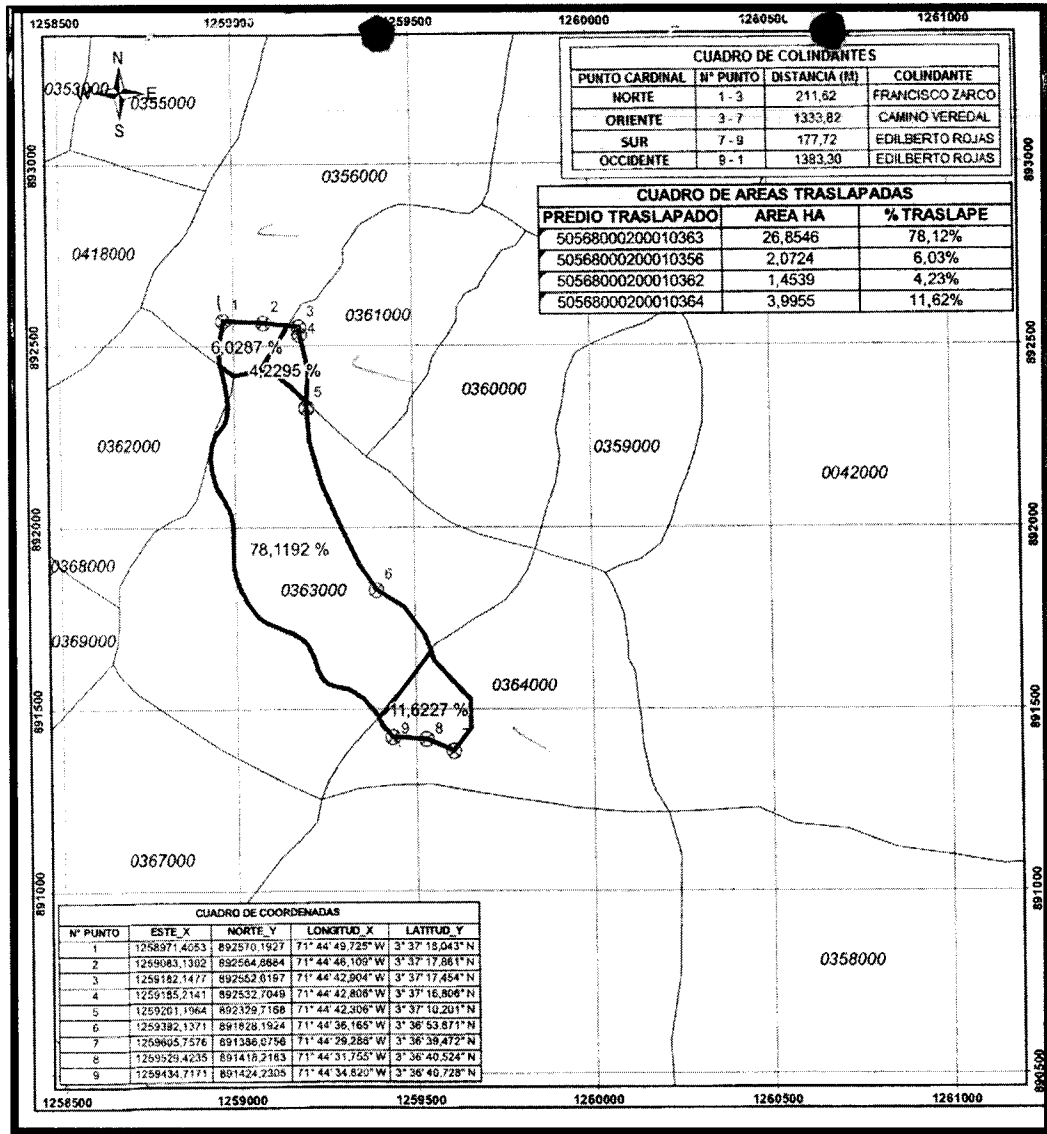 1258500 1259000 1259500 1260000 1260500 1261000
CUADRO DE COLINDANTES
PUNTO CARDINAL N° PUNTO DISTANCIA (M) COLINDANTE
NORTE 1 - 3 211,62 FRANCISCO ZARCO
ORIENTE 3 - 7 1333,82 CAMINO VEREDAL
SUR 7 - 9 177,72 EDILBERTO ROJAS
OCCIDENTE 9 - 1 1383,30 EDILBERTO ROJAS
N
E
S
0353000
0355000
893000
893000
0356000
CUADRO DE AREAS TRASLAPADAS
PREDIO TRASLAPADO AREA HA % TRASLAPE
50568000200010363 26,8546 78,12%
50568000200010356 2,0724 6,03%
50568000200010362 1,4539 4,23%
50568000200010364 3,9955 11,62%
0418000
1 2 3
4
0361000
892500
892500
6,0287 %
4,2295 %
5
0360000
0362000
0359000
0042000
892000
892000
78,1192 %
0368000
6
0363000
0369000
0364000
891500
891500
11,6227 %
9 8
0367000
891000
891000
CUADRO DE COORDENADAS
N° PUNTO ESTE_X NORTE_Y LONGITUD_X LATITUD_Y
1 1258971,4053 892570,1927 71° 44' 49,725" W 3° 37' 18,043" N
2 1259083,1302 892564,8684 71° 44' 46,109" W 3° 37' 17,861" N
3 1259182,1477 892552,6197 71° 44' 42,904" W 3° 37' 17,454" N
4 1259185,2141 892532,7049 71° 44' 42,806" W 3° 37' 16,806" N
5 1259201,1964 892329,7168 71° 44' 42,306" W 3° 37' 10,201" N
6 1259392,1371 891828,1924 71° 44' 36,165" W 3° 36' 53,871" N
7 1259605,7576 891386,0756 71° 44' 29,286" W 3° 36' 39,472" N
8 1259529,4235 891418,2163 71° 44' 31,755" W 3° 36' 40,524" N
9 1259434,7171 891424,2305 71° 44' 34,820" W 3° 36' 40,728" N
0358000
890500
1258500 1259000 1259500 1260000 1260500 1261000